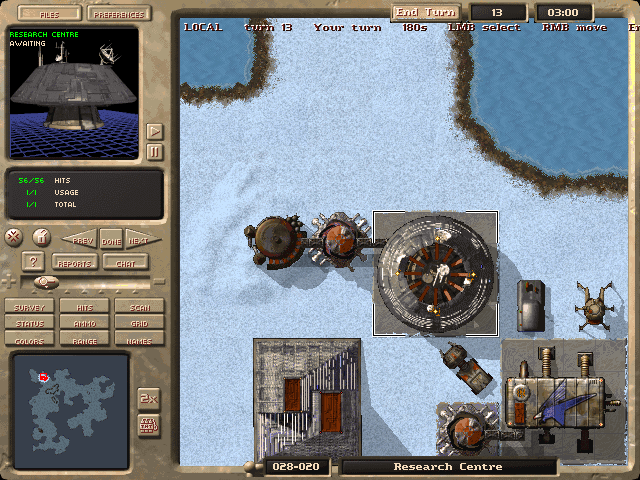 FILES
PREFERENCES
End Turn
13
03:00
LOCAL turn 13 Your turn 180s LMB select RMB move
RESEARCH CENTRE
AWAITING
56/56 HITS
1/1 USAGE
1/1 TOTAL
PREV
DONE
NEXT
?
REPORTS
CHAT
SURVEY
HITS
SCAN
STATUS
AMMO
GRID
COLORS
RANGE
NAMES
2x
028-020
Research Centre